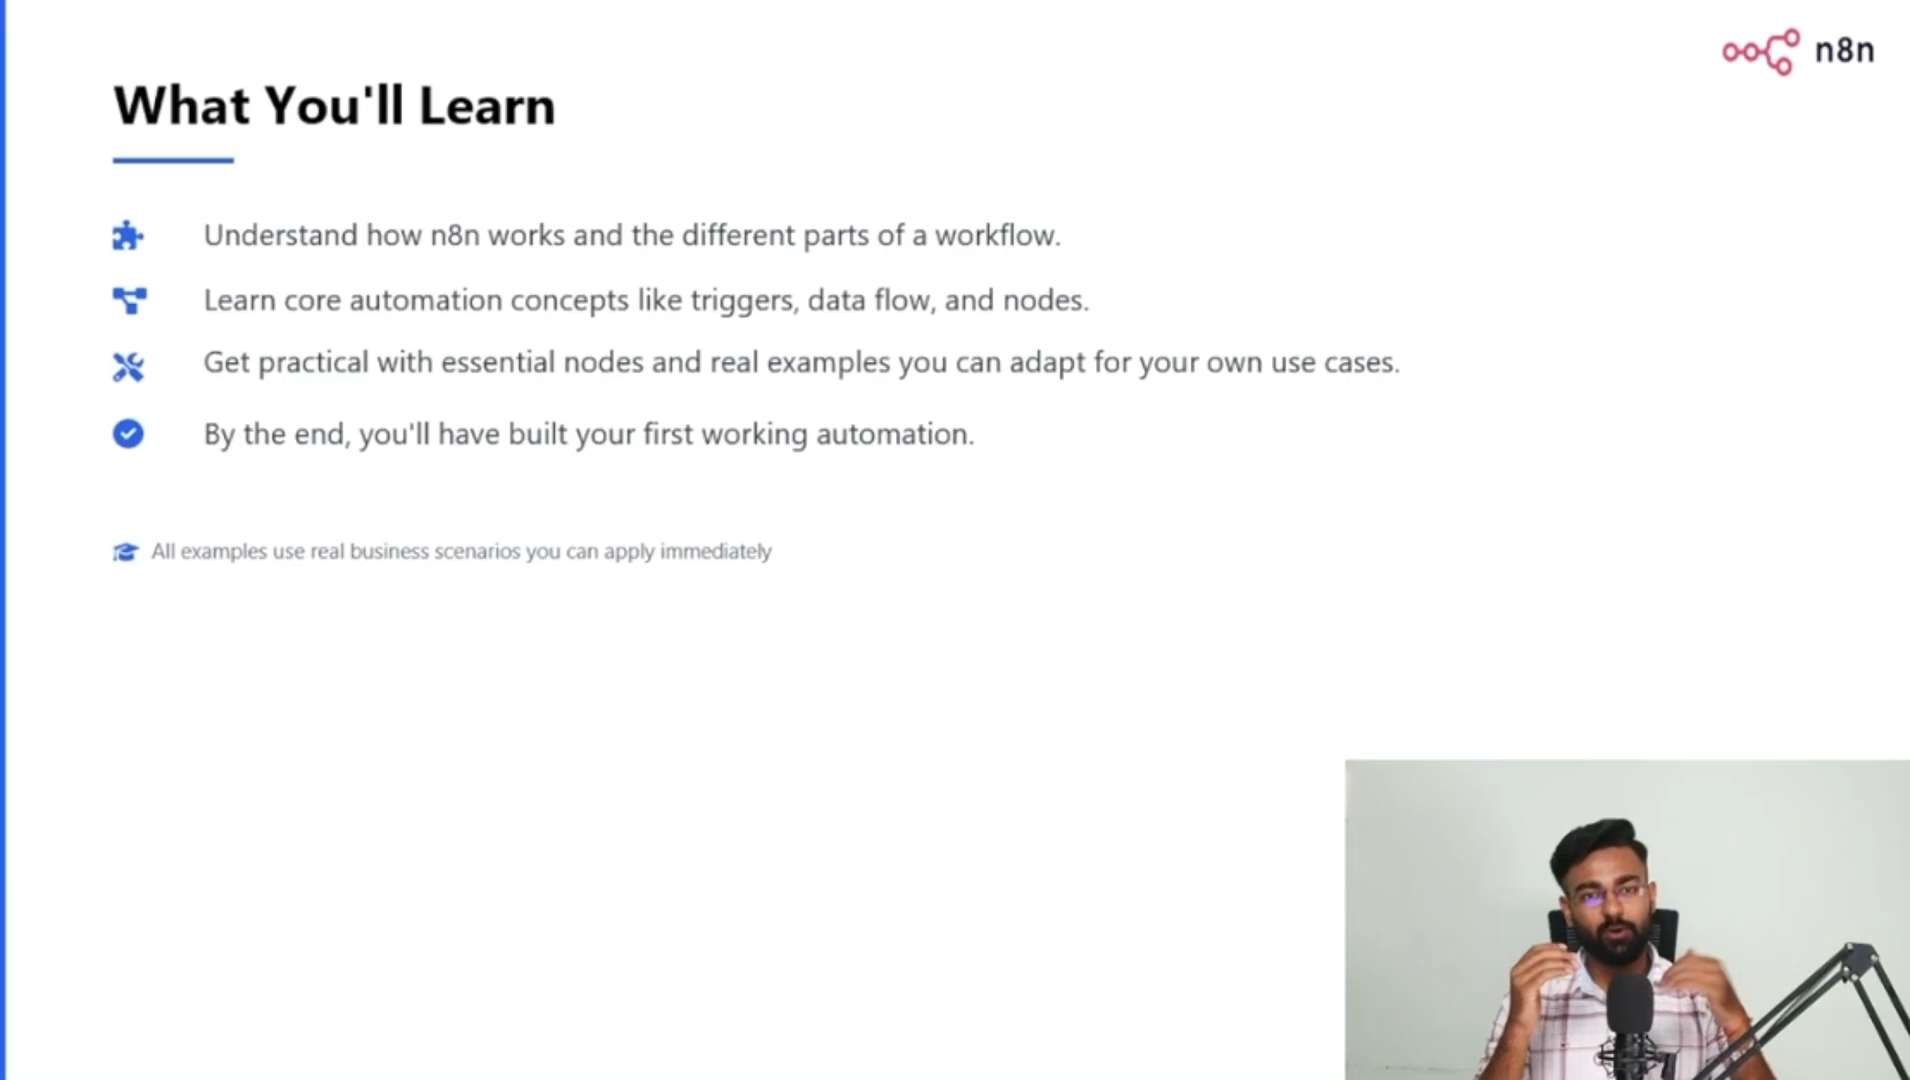 n8n
What You'll Learn
Understand how n8n works and the different parts of a workflow.
Learn core automation concepts like triggers, data flow, and nodes.
Get practical with essential nodes and real examples you can adapt for your own use cases.
By the end, you'll have built your first working automation.
All examples use real business scenarios you can apply immediately